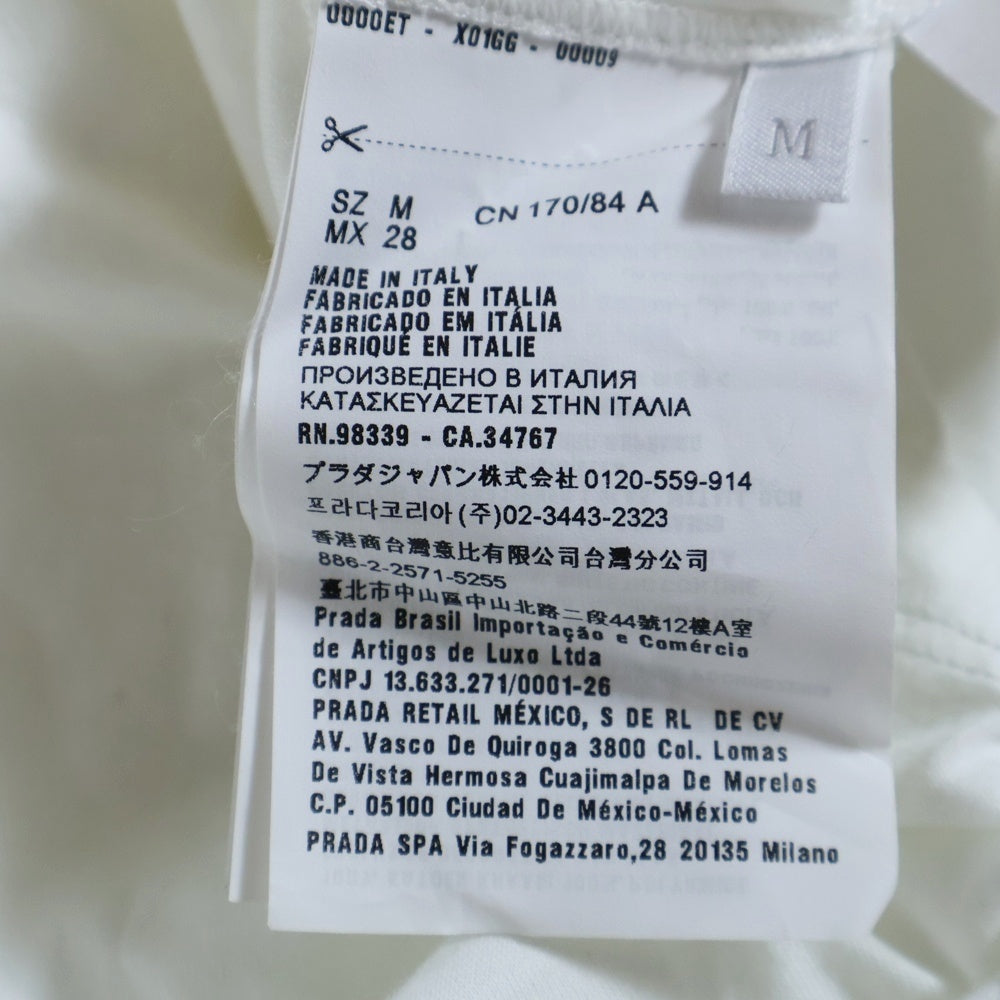 0000ET - X01GG - 00009
M
SZ M CN 170/84 A
MX 28
MADE IN ITALY
FABRICADO EN ITALIA
FABRICADO EM ITÁLIA
FABRIQUÉ EN ITALIE
ПРОИЗВЕДЕНО В ИТАЛИЯ
ΚΑΤΑΣΚΕΥΑΖΕΤΑΙ ΣΤΗΝ ΙΤΑΛΙΑ
RN.98339 - CA.34767
プラダジャパン株式会社0120-559-914
프라다코리아(주)02-3443-2323
香港商台灣意比有限公司台灣分公司
886-2-2571-5255
臺北市中山區中山北路二段44號12樓A室
Prada Brasil Importação e Comércio
de Artigos de Luxo Ltda
CNPJ 13.633.271/0001-26
PRADA RETAIL MÉXICO, S DE RL DE CV
AV. Vasco De Quiroga 3800 Col. Lomas
De Vista Hermosa Cuajimalpa De Morelos
C.P. 05100 Ciudad De México-México
PRADA SPA Via Fogazzaro,28 20135 Milano